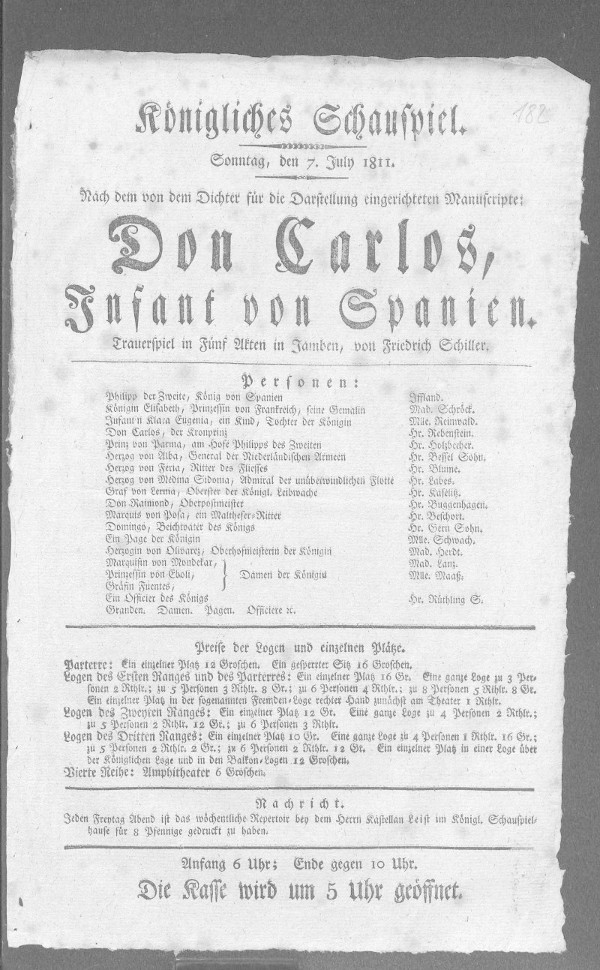 188
Königliches Schauspiel.
Sonntag, den 7. July 1811.
Nach dem von dem Dichter für die Darstellung eingerichteten Manuscripte:
Don Carlos,
Infant von Spanien.
Trauerspiel in Fünf Akten in Jamben, von Friedrich Schiller.
Personen:
Philipp der Zweite, König von Spanien Iffland.
Königin Elisabeth, Prinzessin von Frankreich, seine Gemalin Mad. Schröck.
Infantin Klara Eugenia, ein Kind, Tochter der Königin Mlle. Reinwald.
Don Carlos, der Kronprinz Hr. Rebenstein.
Prinz von Parma, am Hofe Philipps des Zweiten Hr. Holzbecher.
Herzog von Alba, General der Niederländischen Armeen Hr. Bessel Sohn.
Herzog von Feria, Ritter des Fliesses Hr. Blume.
Herzog von Medina Sidonia, Admiral der unüberwindlichen Flotte Hr. Labes.
Graf von Lerma, Oberster der Königl. Leibwache Hr. Kaselitz.
Don Raimond, Oberpostmeister Hr. Buggenhagen.
Marquis von Posa, ein Maltheser-Ritter Hr. Beschort.
Domingo, Beichtvater des Königs Hr. Gern Sohn.
Ein Page der Königin Mlle. Schwach.
Herzogin von Olivarez, Oberhofmeisterin der Königin Mad. Herdt.
Marquisin von Mondekar, Mad. Lanz.
Prinzessin von Eboli, Damen der Königin Mlle. Maaß.
Gräfin Fuentes,
Ein Officier des Königs Hr. Rüthling S.
Granden. Damen. Pagen. Officiere ꝛc.
Preise der Logen und einzelnen Plätze.
Parterre: Ein einzelner Platz 12 Groschen. Ein gesperrter Sitz 16 Groschen.
Logen des Ersten Ranges und des Parterres: Ein einzelner Platz 16 Gr. Eine ganze Loge zu 3 Per-
sonen 2 Rthlr.; zu 5 Personen 3 Rthlr. 8 Gr.; zu 6 Personen 4 Rthlr.; zu 8 Personen 5 Rthlr. 8 Gr.
Ein einzelner Platz in der sogenannten Fremden-Loge rechter Hand zunächst am Theater 1 Rthlr.
Logen des Zweyten Ranges: Ein einzelner Platz 12 Gr. Eine ganze Loge zu 4 Personen 2 Rthlr.;
zu 5 Personen 2 Rthlr. 12 Gr.; zu 6 Personen 3 Rthlr.
Logen des Dritten Ranges: Ein einzelner Platz 10 Gr. Eine ganze Loge zu 4 Personen 1 Rthlr. 16 Gr.;
zu 5 Personen 2 Rthlr. 2 Gr.; zu 6 Personen 2 Rthlr. 12 Gr. Ein einzelner Platz in einer Loge über
der Königlichen Loge und in den Balkon-Logen 12 Groschen.
Vierte Reihe: Amphitheater 6 Groschen.
Nachricht.
Jeden Freytag Abend ist das wöchentliche Repertoir bey dem Herrn Kastellan Leist im Königl. Schauspiel-
hause für 8 Pfennige gedruckt zu haben.
Anfang 6 Uhr; Ende gegen 10 Uhr.
Die Kasse wird um 5 Uhr geöffnet.